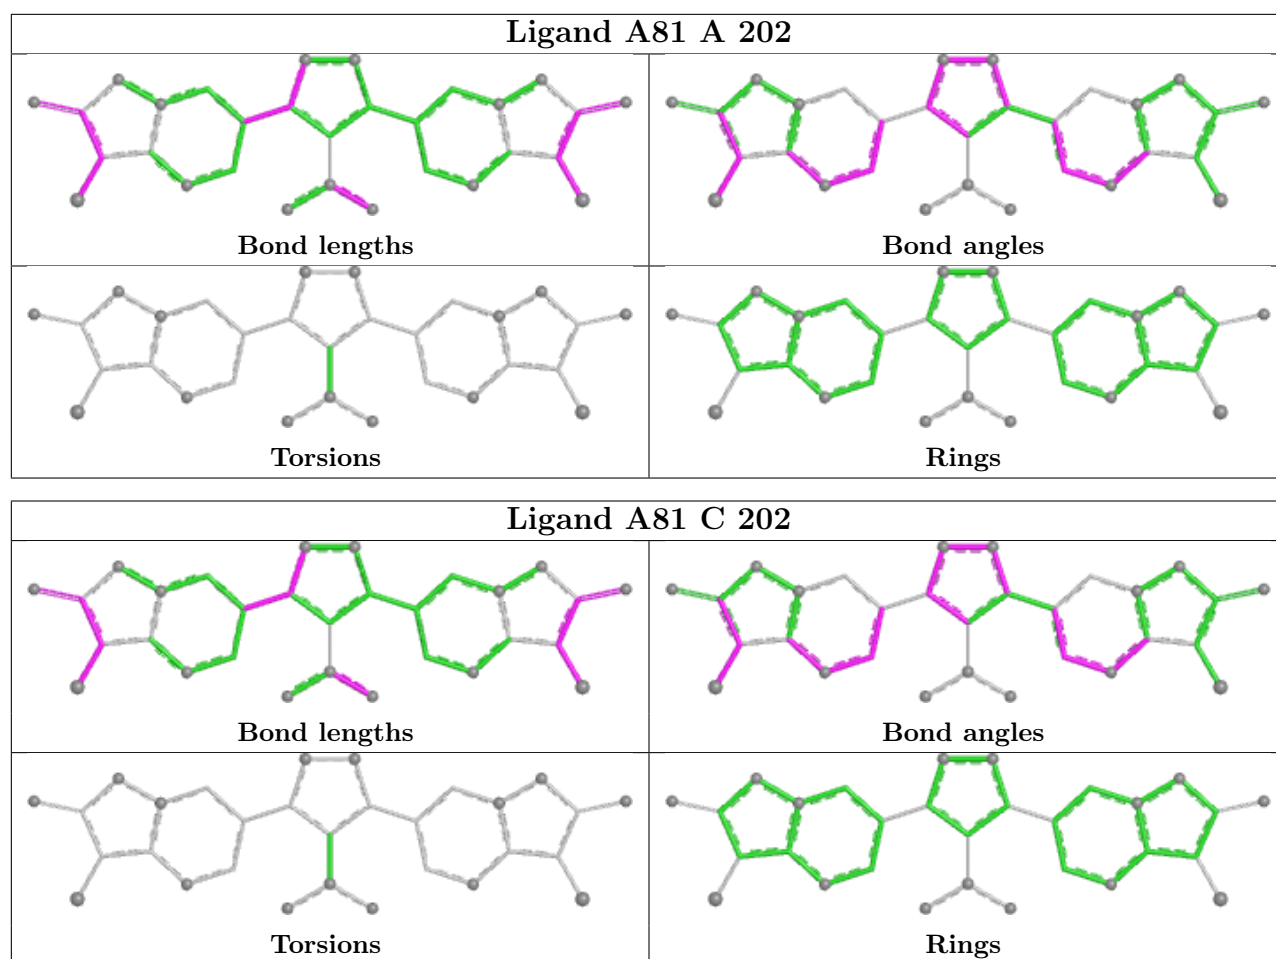 Ligand A81 A 202
Bond lengths
Bond angles
Torsions
Rings
Ligand A81 C 202
Bond lengths
Bond angles
Torsions
Rings